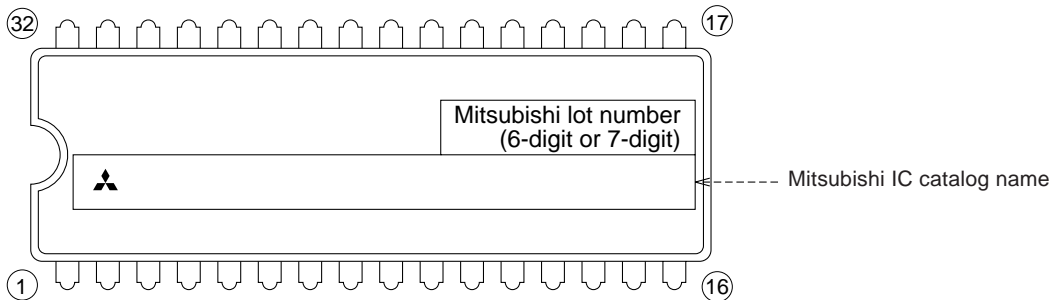 32
17
Mitsubishi lot number
(6-digit or 7-digit)
Mitsubishi IC catalog name
1
16